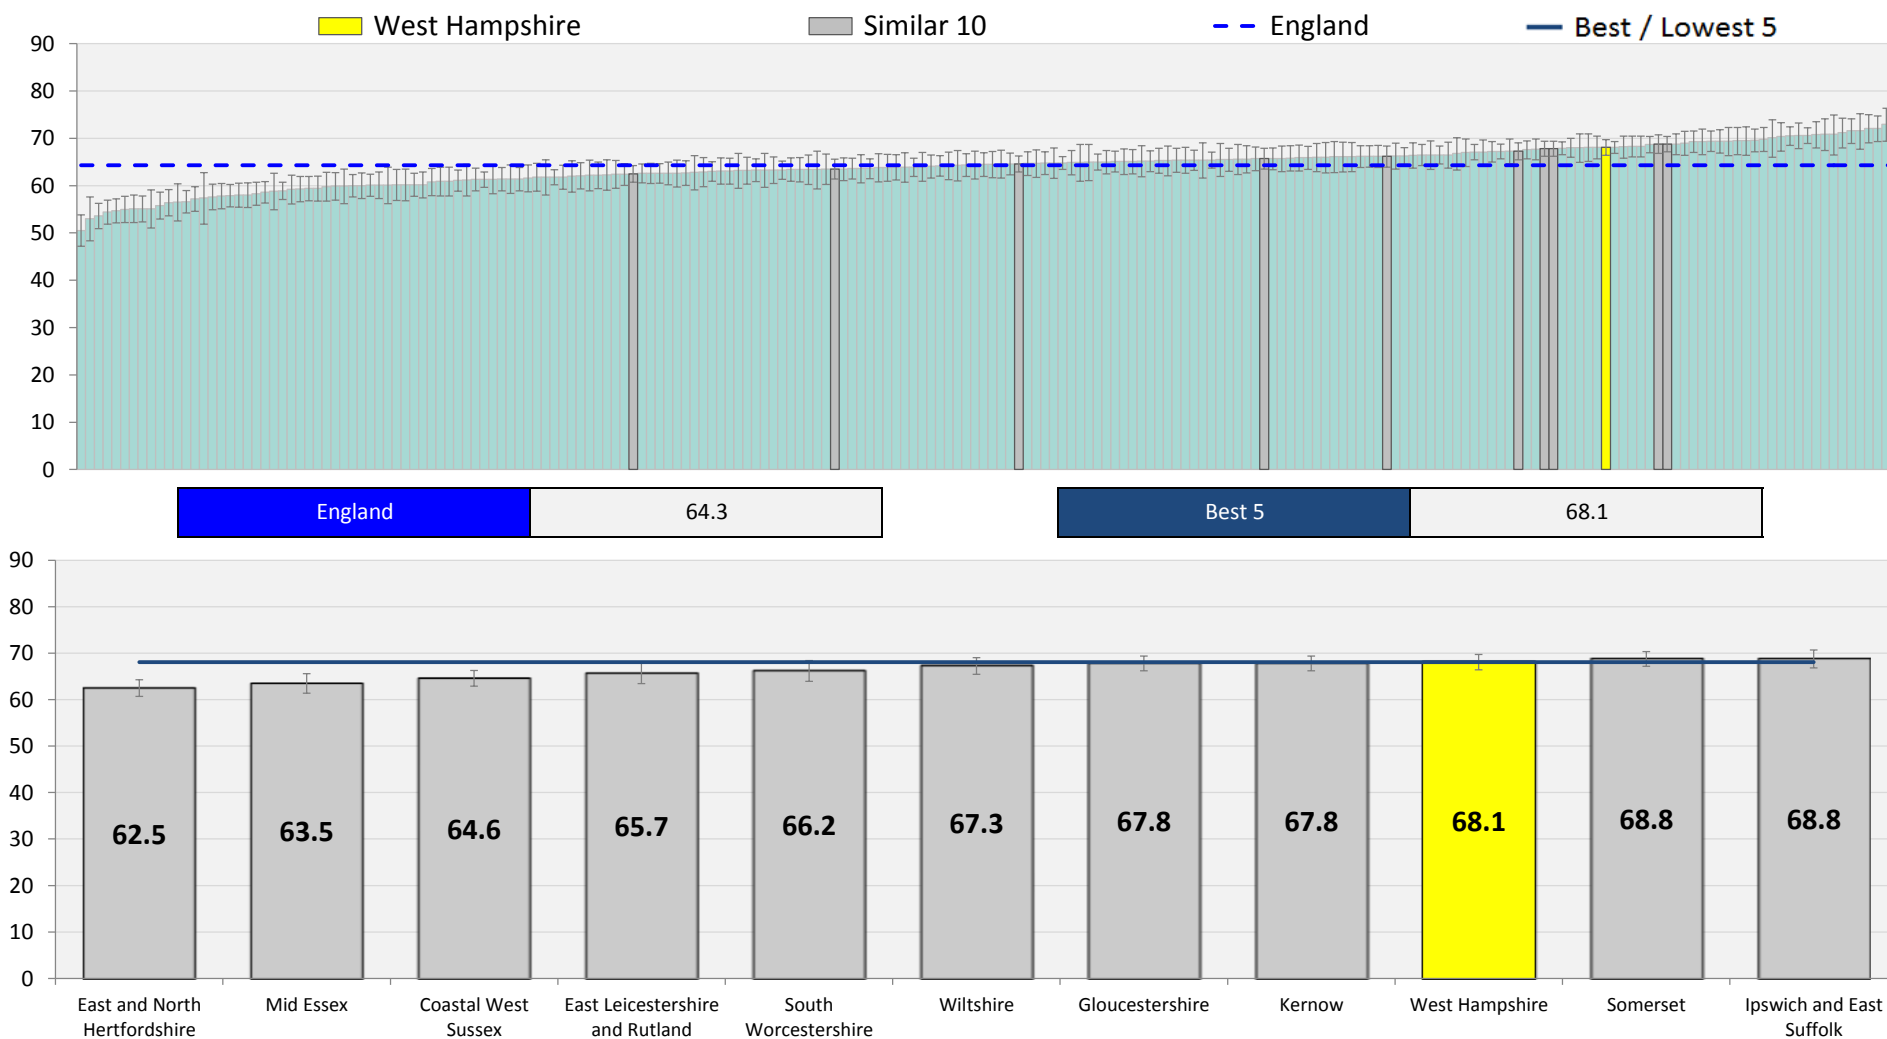 West Hampshire
Similar 10
England
Best / Lowest 5
90
80
70
60
50
40
30
20
10
0
England 64.3
Best 5 68.1
90
80
70
60
50
40
30
20
10
0
62.5 63.5 64.6 65.7 66.2 67.3 67.8 67.8 68.1 68.8 68.8
East and North
Hertfordshire
Mid Essex
Coastal West
Sussex
East Leicestershire
and Rutland
South
Worcestershire
Wiltshire
Gloucestershire
Kernow
West Hampshire
Somerset
Ipswich and East
Suffolk